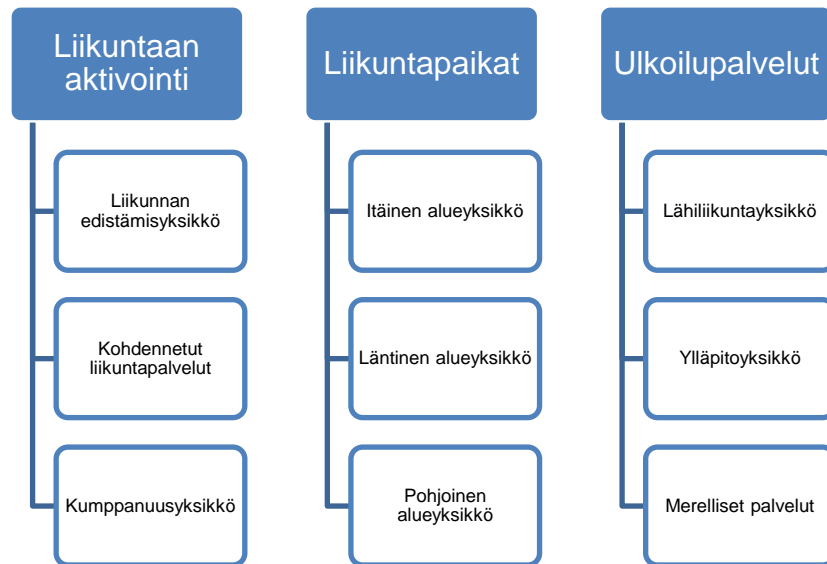 Liikuntaan
aktivointi
Liikunnan
edistämisyksikkö
Kohdennetut
liikuntapalvelut
Kumppanuusyksikkö
Liikuntapaikat
Itäinen alueyksikkö
Läntinen alueyksikkö
Pohjoinen
alueyksikkö
Ulkoilupalvelut
Lähiliikuntayksikkö
Ylläpitoyksikkö
Merelliset palvelut